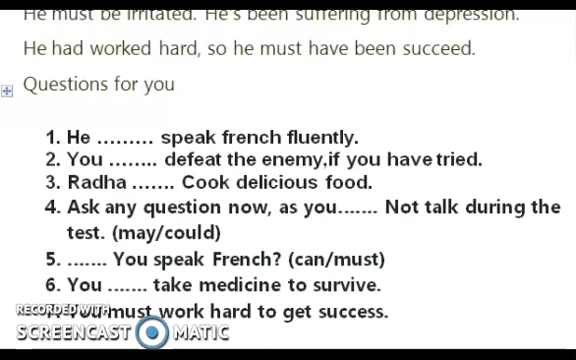 He must be irritated. He's been suffering from depression.
He had worked hard, so he must have been succeed.
Questions for you
1. He ......... speak french fluently.
2. You ........ defeat the enemy,if you have tried.
3. Radha ....... Cook delicious food.
4. Ask any question now, as you....... Not talk during the
test. (may/could)
5. ....... You speak French? (can/must)
6. You ....... take medicine to survive.
You must work hard to get success.
RECORDED WITH
SCREENCAST MATIC